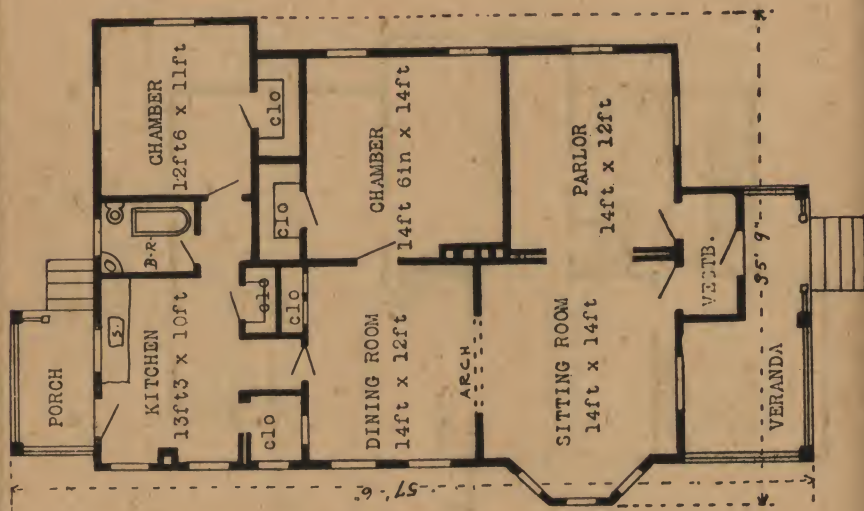 CHAMBER
12ft6 x 11ft
clo
clo
CHAMBER
14ft 6in x 14ft
PARLOR
14ft x 12ft
B-R
PORCH
S.
KITCHEN
13ft3 x 10ft
clo
clo
clo
DINING ROOM
14ft x 12ft
ARCH
SITTING ROOM
14ft x 14ft
VESTB.
VERANDA
35' 9"
57' 6"